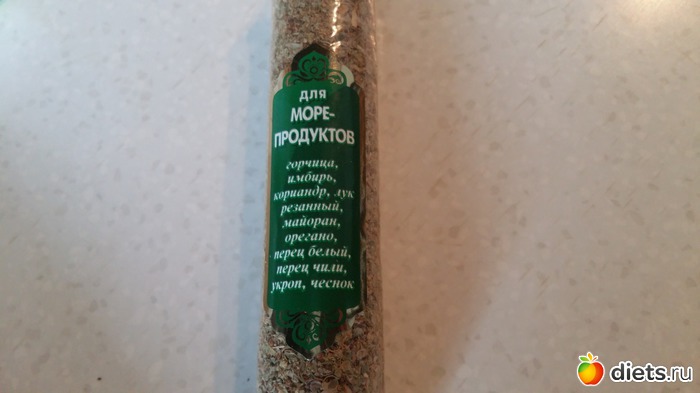 для
МОРЕ-
ПРОДУКТОВ
горчица,
имбирь,
кориандр, лук
резанный,
майоран,
орегано,
перец белый,
перец чили,
укроп, чеснок
diets.ru